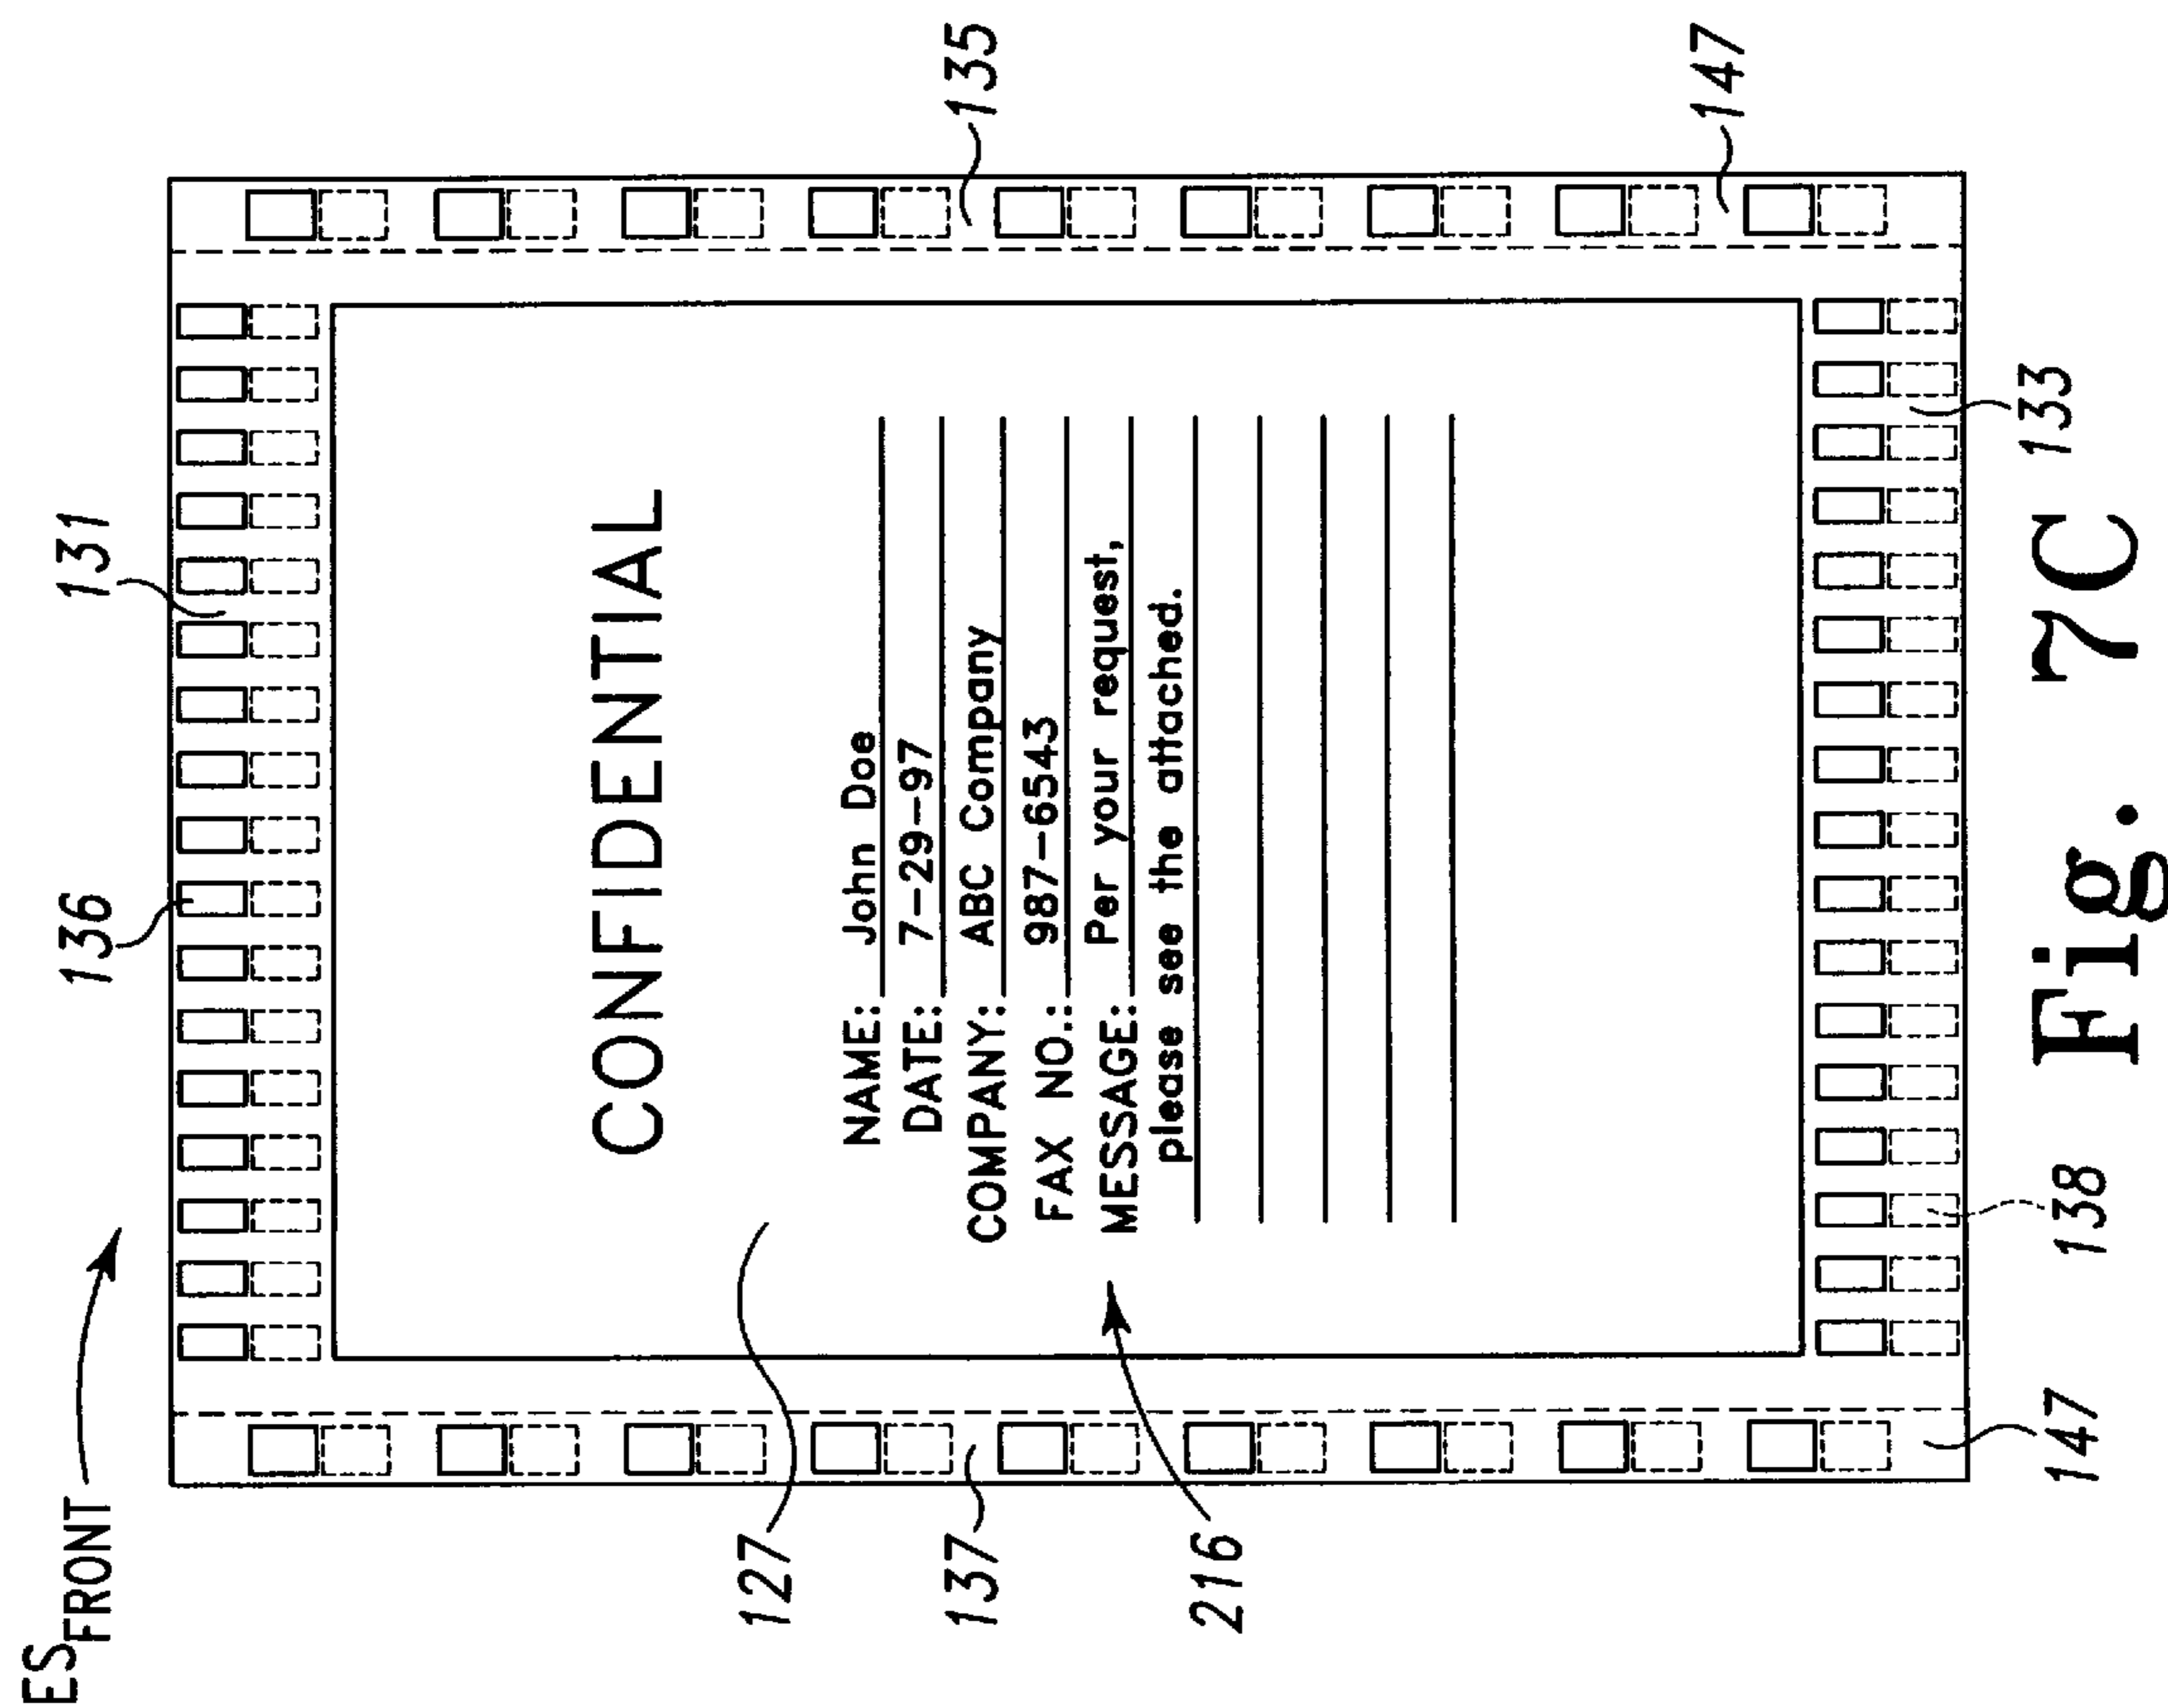 ES FRONT
136
131
135
147
127
137
216
CONFIDENTIAL
NAME: John Doe
DATE: 7-29-97
COMPANY: ABC Company
FAX NO.: 987-6543
MESSAGE: Per your request,
please see the attached.
147
138
133
Fig. 7C